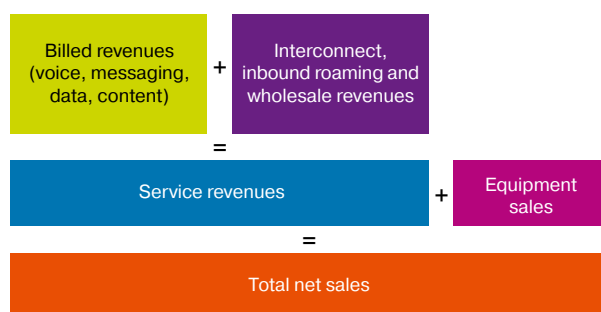 Billed revenues
(voice, messaging,
data, content)
+
Interconnect,
inbound roaming and
wholesale revenues
=
Service revenues
+
Equipment
sales
=
Total net sales